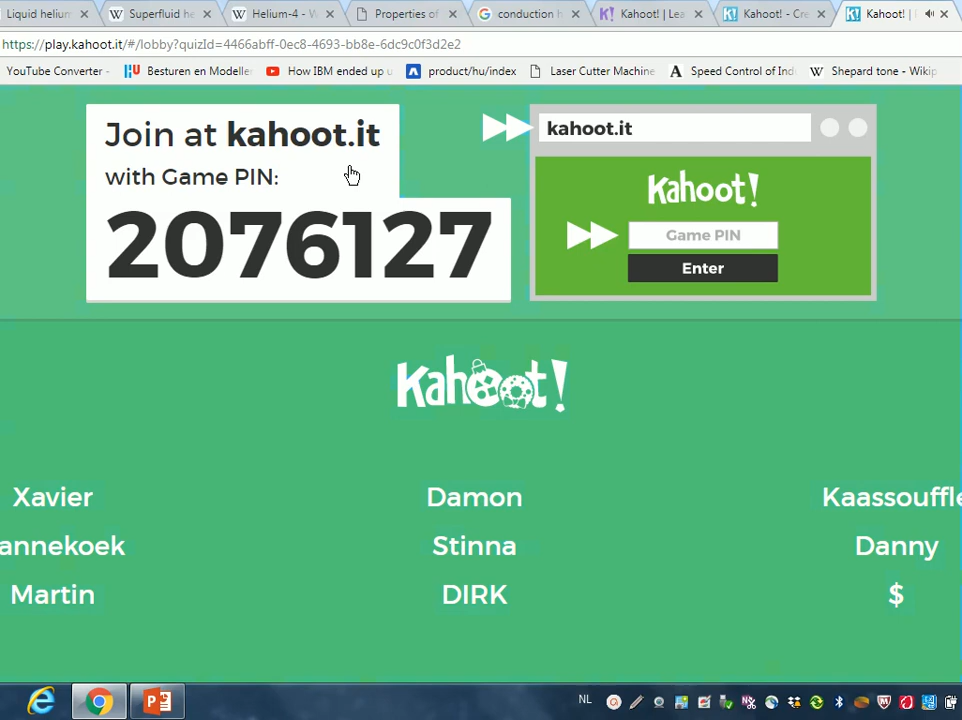 Liquid helium
Superfluid he
Helium-4 - W
Properties of
conduction h
Kahoot! | Lea
Kahoot! - Cre
Kahoot! |
https://play.kahoot.it/#/lobby?quizId=4466abff-0ec8-4693-bb8e-6dc9c0f3d2e2
YouTube Converter -
Besturen en Modelle
How IBM ended up u
product/hu/index
Laser Cutter Machine
Speed Control of Ind
Shepard tone - Wikip
Join at kahoot.it
with Game PIN:
2076127
kahoot.it
Kahoot!
Game PIN
Enter
Kahoot!
Xavier
Damon
Kaassouffle
annekoek
Stinna
Danny
Martin
DIRK
$
NL